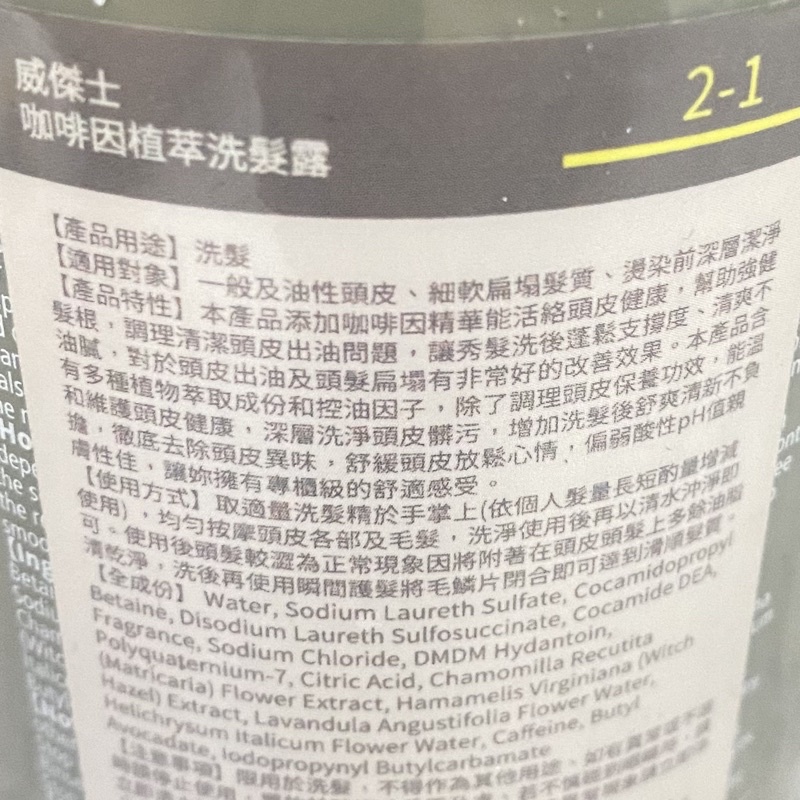 威傑士
咖啡因植萃洗髮露
2-1
【產品用途】洗髮
【適用對象】一般及油性頭皮、細軟扁塌髮質、燙染前深層潔淨
【產品特性】本產品添加咖啡因精華能活絡頭皮健康，幫助強健
髮根，調理清潔頭皮出油問題，讓秀髮洗後蓬鬆支撐度、清爽不
油膩，對於頭皮出油及頭髮扁塌有非常好的改善效果。本產品含
有多種植物萃取成份和控油因子，除了調理頭皮保養功效，能溫
和維護頭皮健康，深層洗淨頭皮髒污，增加洗髮後舒爽清新不負
擔，徹底去除頭皮異味，舒緩頭皮放鬆心情，偏弱酸性pH值親
膚性佳，讓妳擁有專櫃級的舒適感受。
【使用方式】取適量洗髮精於手掌上(依個人髮量長短酌量增減
使用)，均勻按摩頭皮各部及毛髮，洗淨使用後再以清水沖淨即
可。使用後頭髮較澀為正常現象因將附著在頭皮頭髮上多餘油脂
清乾淨，洗後再使用瞬間護髮將毛鱗片閉合即可達到滑順髮質。
【全成份】Water, Sodium Laureth Sulfate, Cocamidopropyl
Betaine, Disodium Laureth Sulfosuccinate, Cocamide DEA,
Fragrance, Sodium Chloride, DMDM Hydantoin,
Polyquaternium-7, Citric Acid, Chamomilla Recutita
(Matricaria) Flower Extract, Hamamelis Virginiana (Witch
Hazel) Extract, Lavandula Angustifolia Flower Water,
Helichrysum Italicum Flower Water, Caffeine, Butyl
Avocadate, Iodopropynyl Butylcarbamate
【注意事項】限用於洗髮，不得作為其他用途、如有異常或不適